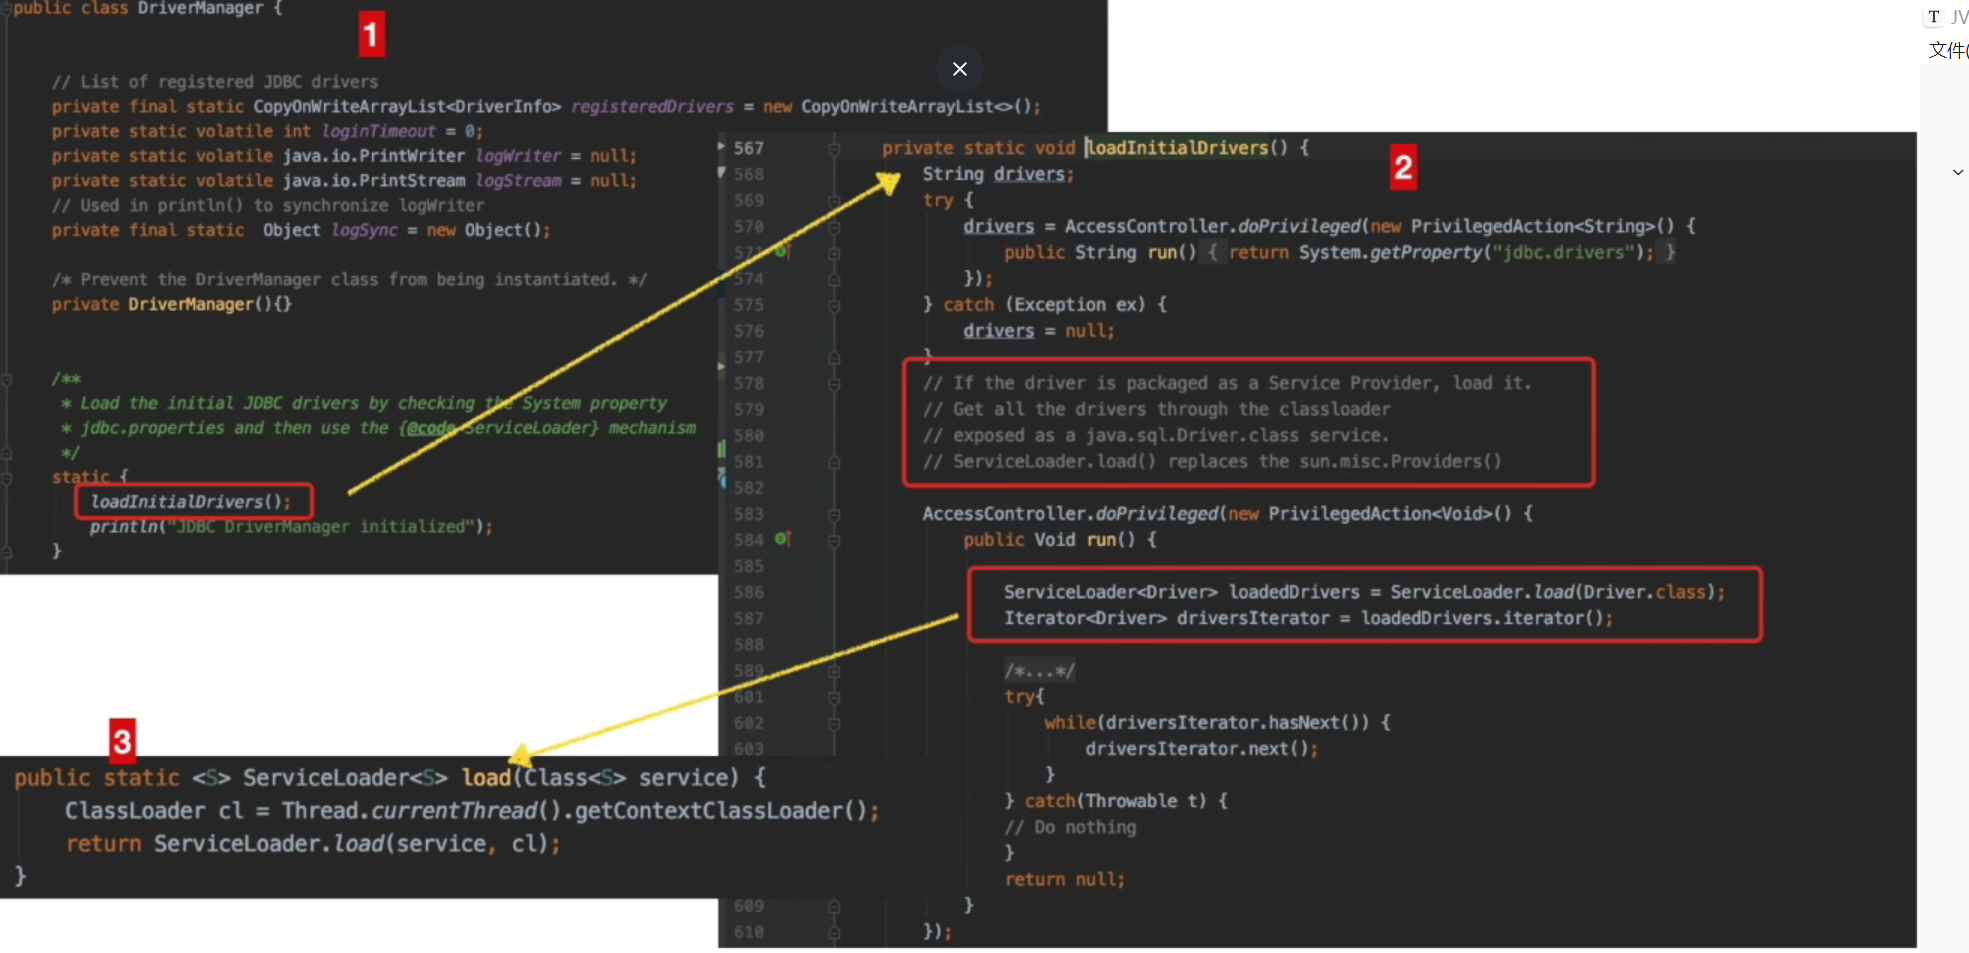 public class DriverManager {
1
// List of registered JDBC drivers
private final static CopyOnWriteArrayList<DriverInfo> registeredDrivers = new CopyOnWriteArrayList<>();
private static volatile int loginTimeout = 0;
private static volatile java.io.PrintWriter logWriter = null;
private static volatile java.io.PrintStream logStream = null;
// Used in println() to synchronize logWriter
private final static  Object logSync = new Object();
/* Prevent the DriverManager class from being instantiated. */
private DriverManager(){}
/**
* Load the initial JDBC drivers by checking the System property
* jdbc.properties and then use the {@code ServiceLoader} mechanism
*/
static {
loadInitialDrivers();
println("JDBC DriverManager initialized");
}
2
567 private static void loadInitialDrivers() {
568 String drivers;
569 try {
570 drivers = AccessController.doPrivileged(new PrivilegedAction<String>() {
571 public String run() { return System.getProperty("jdbc.drivers"); }
574 });
575 } catch (Exception ex) {
576 drivers = null;
577 }
578 // If the driver is packaged as a Service Provider, load it.
579 // Get all the drivers through the classloader
580 // exposed as a java.sql.Driver.class service.
581 // ServiceLoader.load() replaces the sun.misc.Providers()
582
583 AccessController.doPrivileged(new PrivilegedAction<Void>() {
584 public Void run() {
585
586 ServiceLoader<Driver> loadedDrivers = ServiceLoader.load(Driver.class);
587 Iterator<Driver> driversIterator = loadedDrivers.iterator();
588
589 /*...*/
601 try{
602 while(driversIterator.hasNext()) {
603 driversIterator.next();
}
} catch(Throwable t) {
// Do nothing
}
return null;
609 }
610 });
3
public static <S> ServiceLoader<S> load(Class<S> service) {
ClassLoader cl = Thread.currentThread().getContextClassLoader();
return ServiceLoader.load(service, cl);
}
T JV
文件(